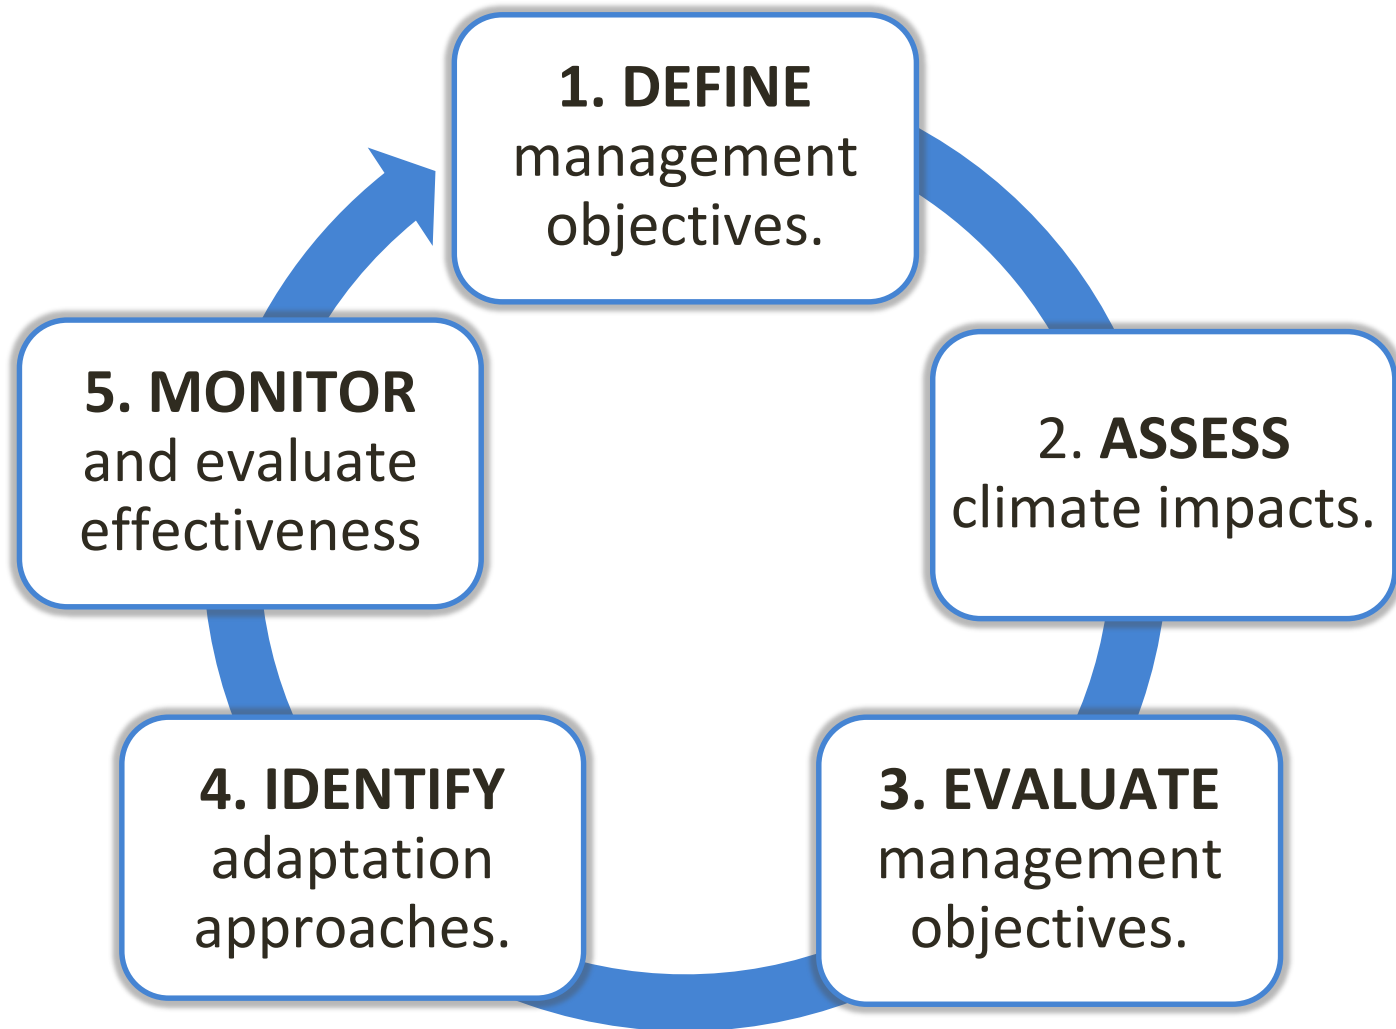 1. DEFINE
management
objectives.
2. ASSESS
climate impacts.
3. EVALUATE
management
objectives.
4. IDENTIFY
adaptation
approaches.
5. MONITOR
and evaluate
effectiveness